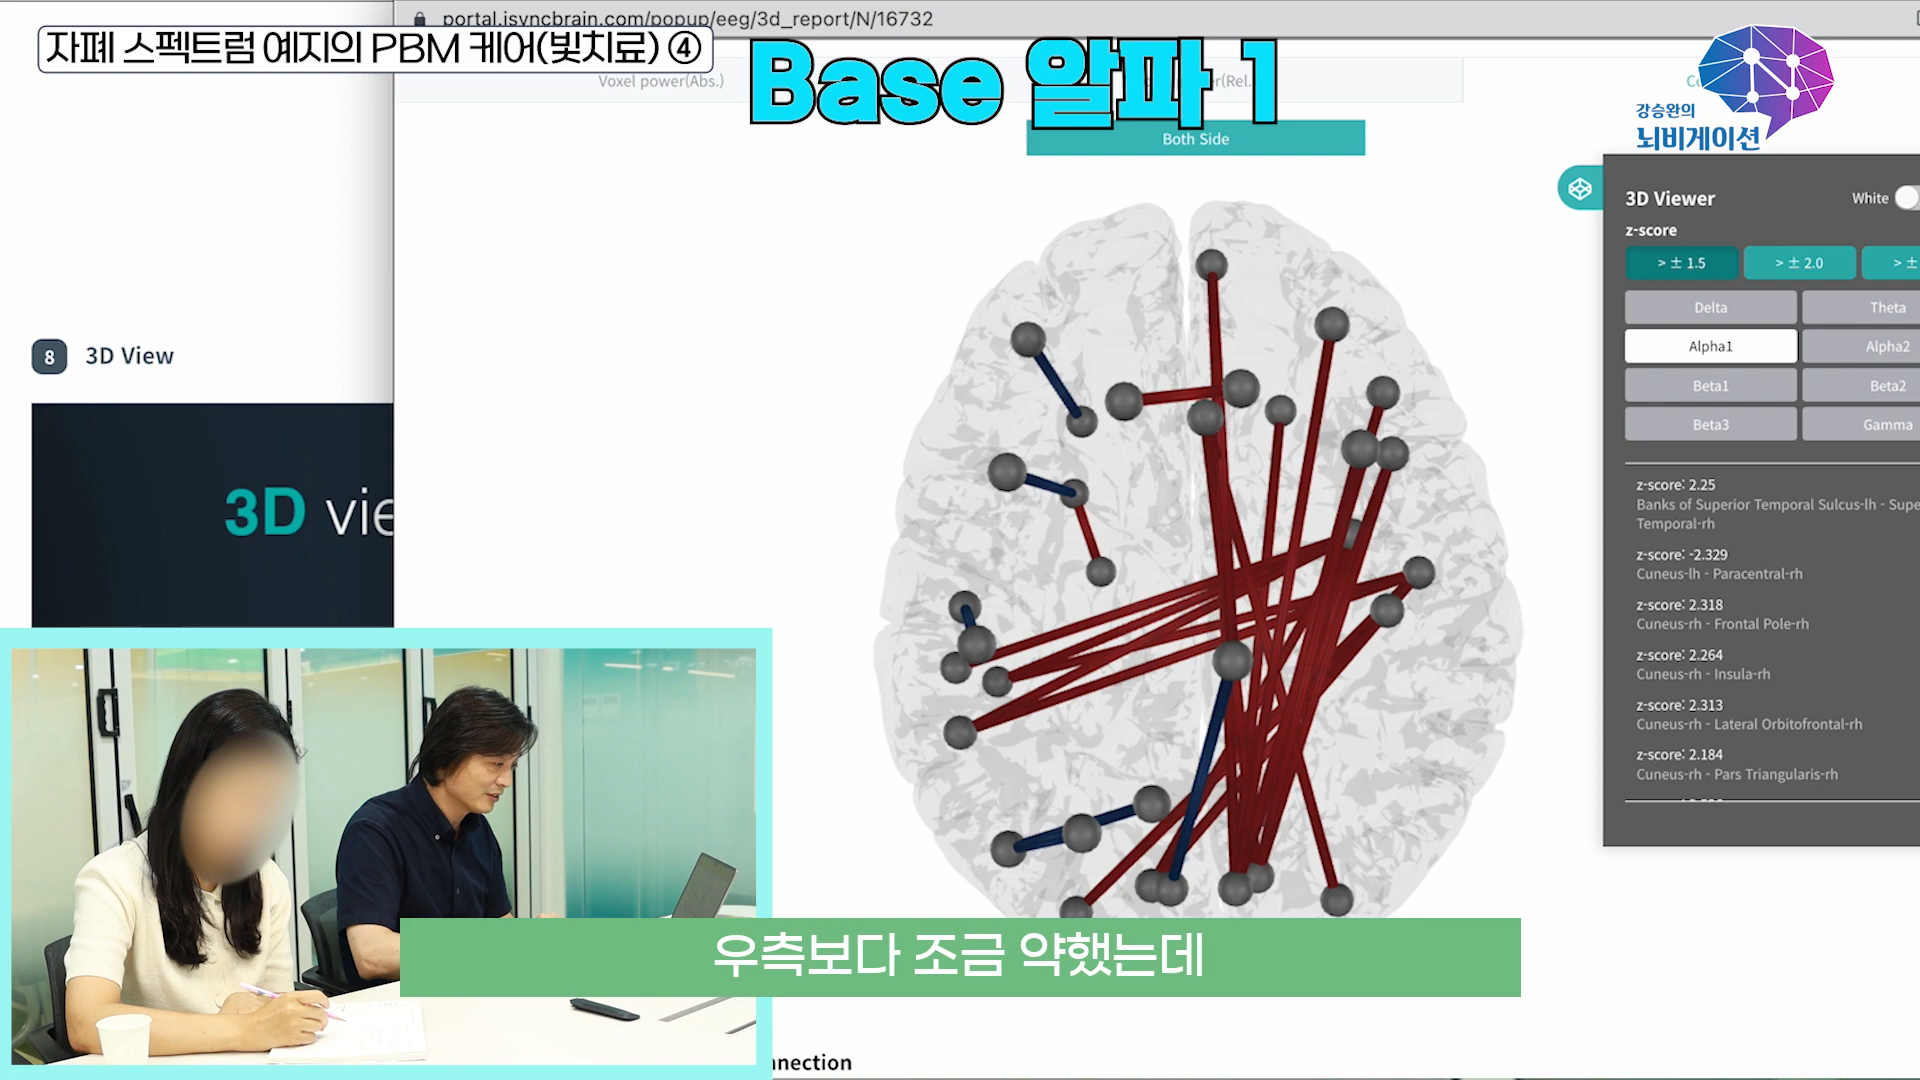 portal.isyncbrain.com/popup/eeg/3d_report/N/16732
자폐 스펙트럼 예지의 PBM 케어(빛치료) ④
Base 알파 1
Voxel power(Abs.)
Both Side
강승완의
뇌비게이션
3D Viewer
White
z-score
> ± 1.5
> ± 2.0
> ±
Delta
Theta
Alpha1
Alpha2
Beta1
Beta2
Beta3
Gamma
z-score: 2.25
Banks of Superior Temporal Sulcus-lh - Supe
Temporal-rh
z-score: -2.329
Cuneus-lh - Paracentral-rh
z-score: 2.318
Cuneus-rh - Frontal Pole-rh
z-score: 2.264
Cuneus-rh - Insula-rh
z-score: 2.313
Cuneus-rh - Lateral Orbitofrontal-rh
z-score: 2.184
Cuneus-rh - Pars Triangularis-rh
8 3D View
3D vie
우측보다 조금 약했는데
nnection